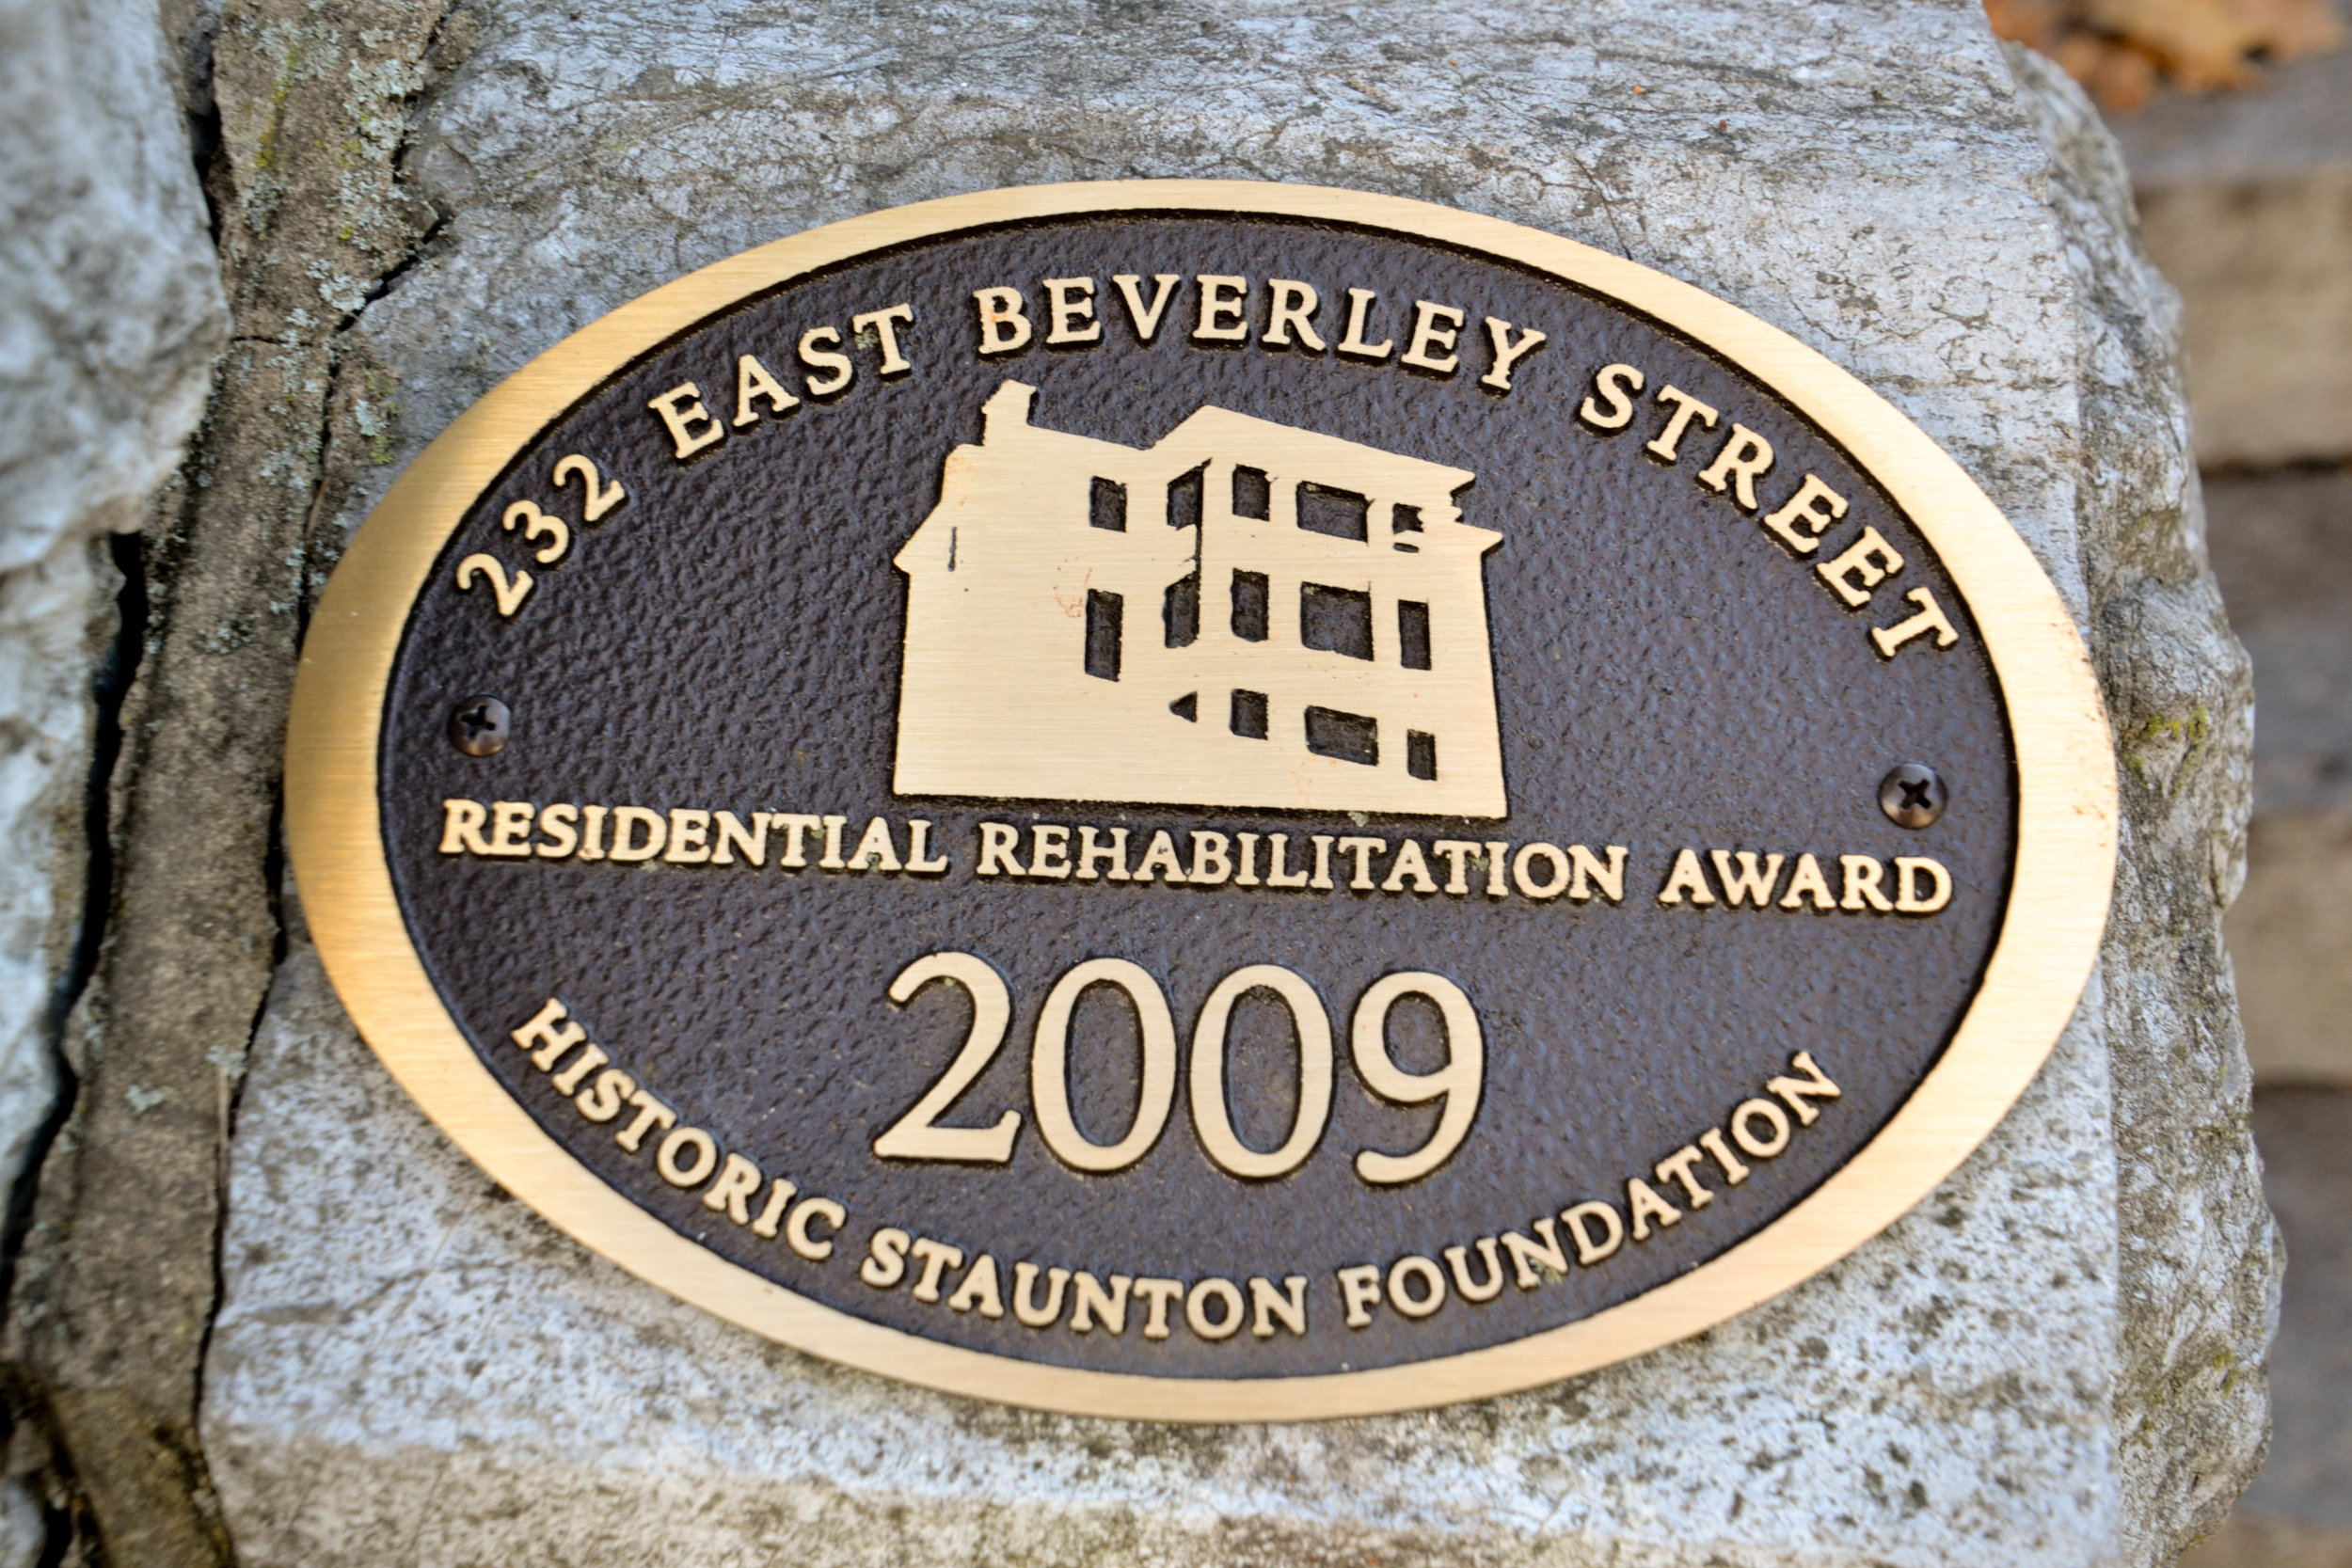 232 EAST BEVERLEY STREET
RESIDENTIAL REHABILITATION AWARD
2009
HISTORIC STAUNTON FOUNDATION